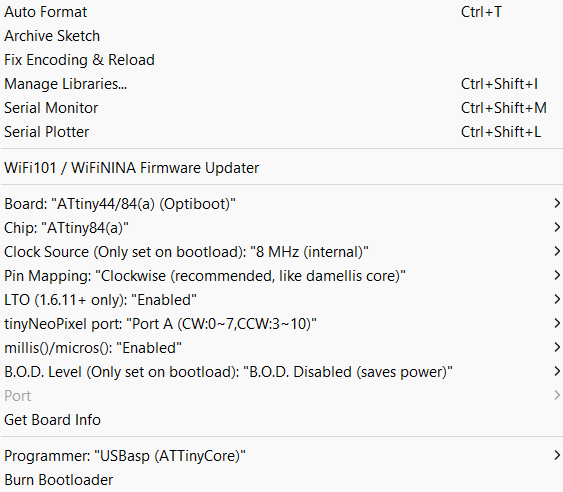 Auto Format Ctrl+T
Archive Sketch
Fix Encoding & Reload
Manage Libraries... Ctrl+Shift+I
Serial Monitor Ctrl+Shift+M
Serial Plotter Ctrl+Shift+L
WiFi101 / WiFiNINA Firmware Updater
Board: "ATtiny44/84(a) (Optiboot)"
Chip: "ATtiny84(a)"
Clock Source (Only set on bootload): "8 MHz (internal)"
Pin Mapping: "Clockwise (recommended, like damellis core)"
LTO (1.6.11+ only): "Enabled"
tinyNeoPixel port: "Port A (CW:0~7,CCW:3~10)"
millis()/micros(): "Enabled"
B.O.D. Level (Only set on bootload): "B.O.D. Disabled (saves power)"
Port
Get Board Info
Programmer: "USBasp (ATTinyCore)"
Burn Bootloader